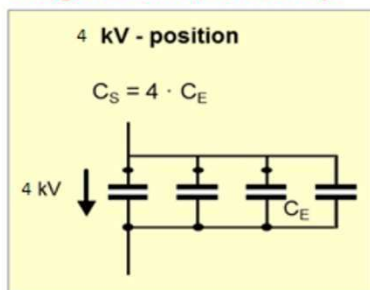 4 kV - position
C_S = 4 · C_E
4 kV
C_E